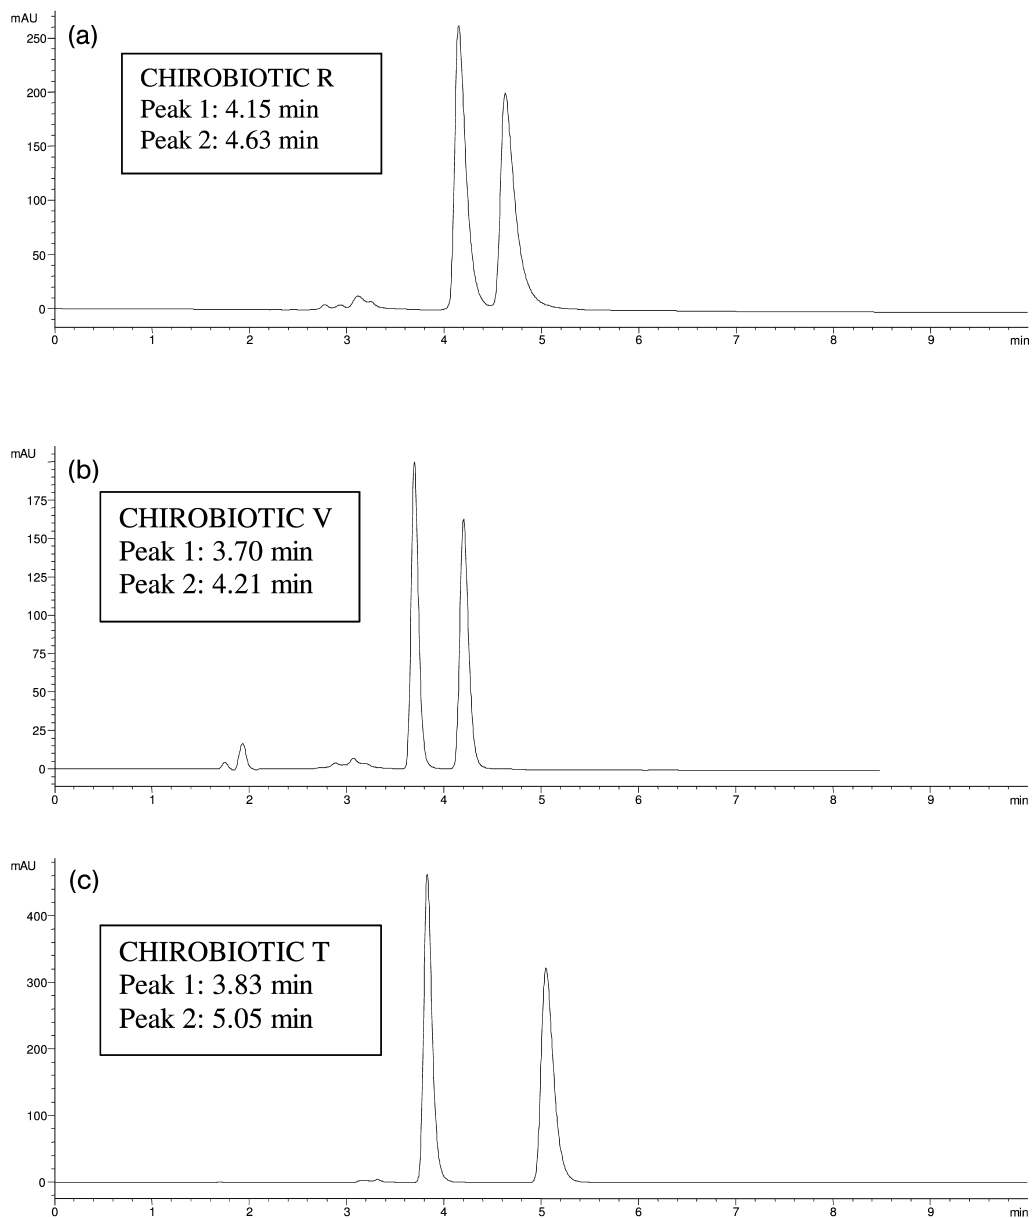 mAU
(a)
250
CHIROBIOTIC R
Peak 1: 4.15 min
Peak 2: 4.63 min
200
150
100
50
0
0 1 2 3 4 5 6 7 8 9 min
mAU
(b)
CHIROBIOTIC V
Peak 1: 3.70 min
Peak 2: 4.21 min
175
150
125
100
75
50
25
0
0 1 2 3 4 5 6 7 8 9 min
mAU
(c)
400
CHIROBIOTIC T
Peak 1: 3.83 min
Peak 2: 5.05 min
300
200
100
0
0 1 2 3 4 5 6 7 8 9 min